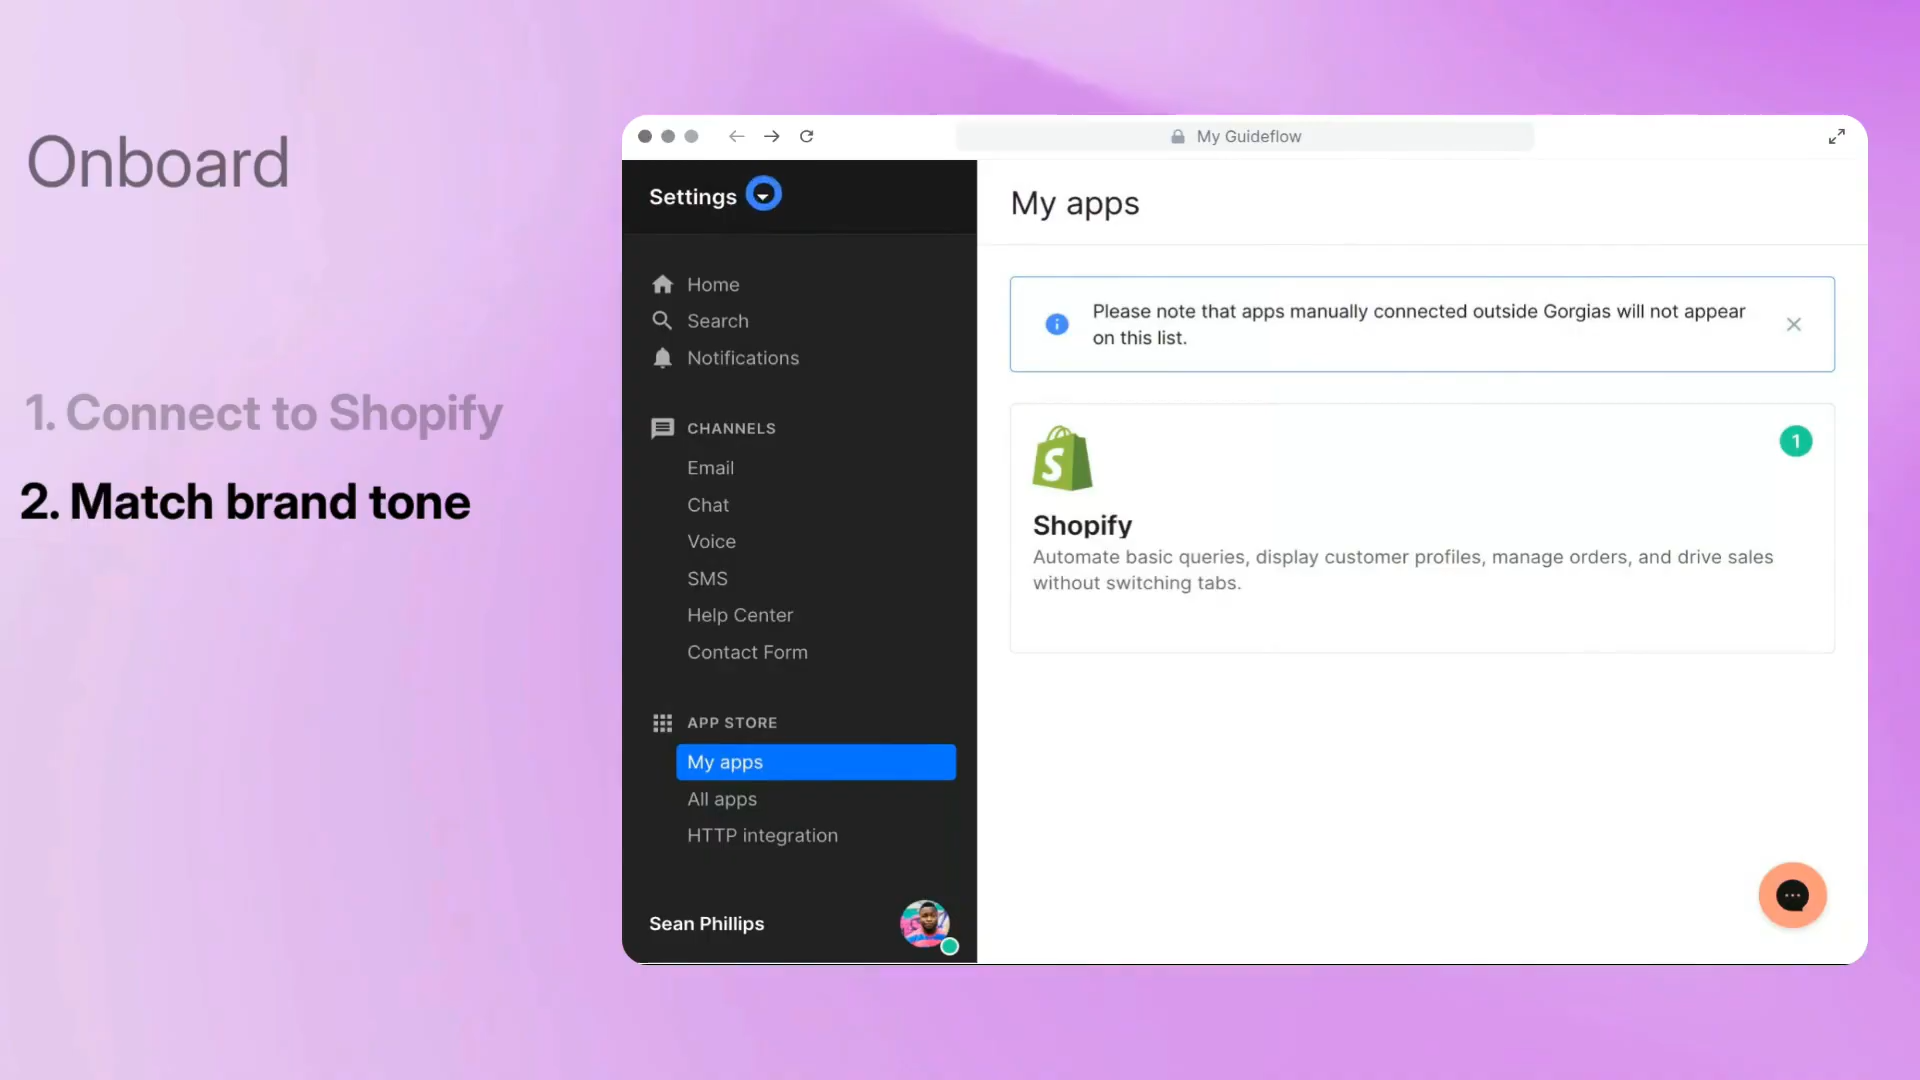 Onboard
1. Connect to Shopify
2. Match brand tone
My Guideflow
Settings
Home
Search
Notifications
CHANNELS
Email
Chat
Voice
SMS
Help Center
Contact Form
APP STORE
My apps
All apps
HTTP integration
Sean Phillips
My apps
Please note that apps manually connected outside Gorgias will not appear
on this list.
1
Shopify
Automate basic queries, display customer profiles, manage orders, and drive sales
without switching tabs.